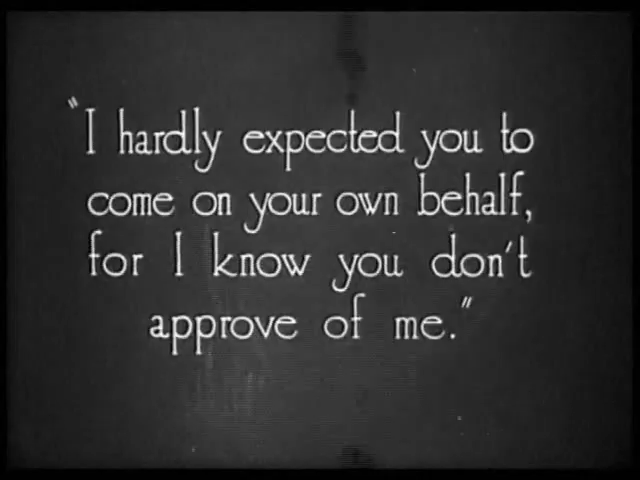 "I hardly expected you to
come on your own behalf,
for I know you don't
approve of me."